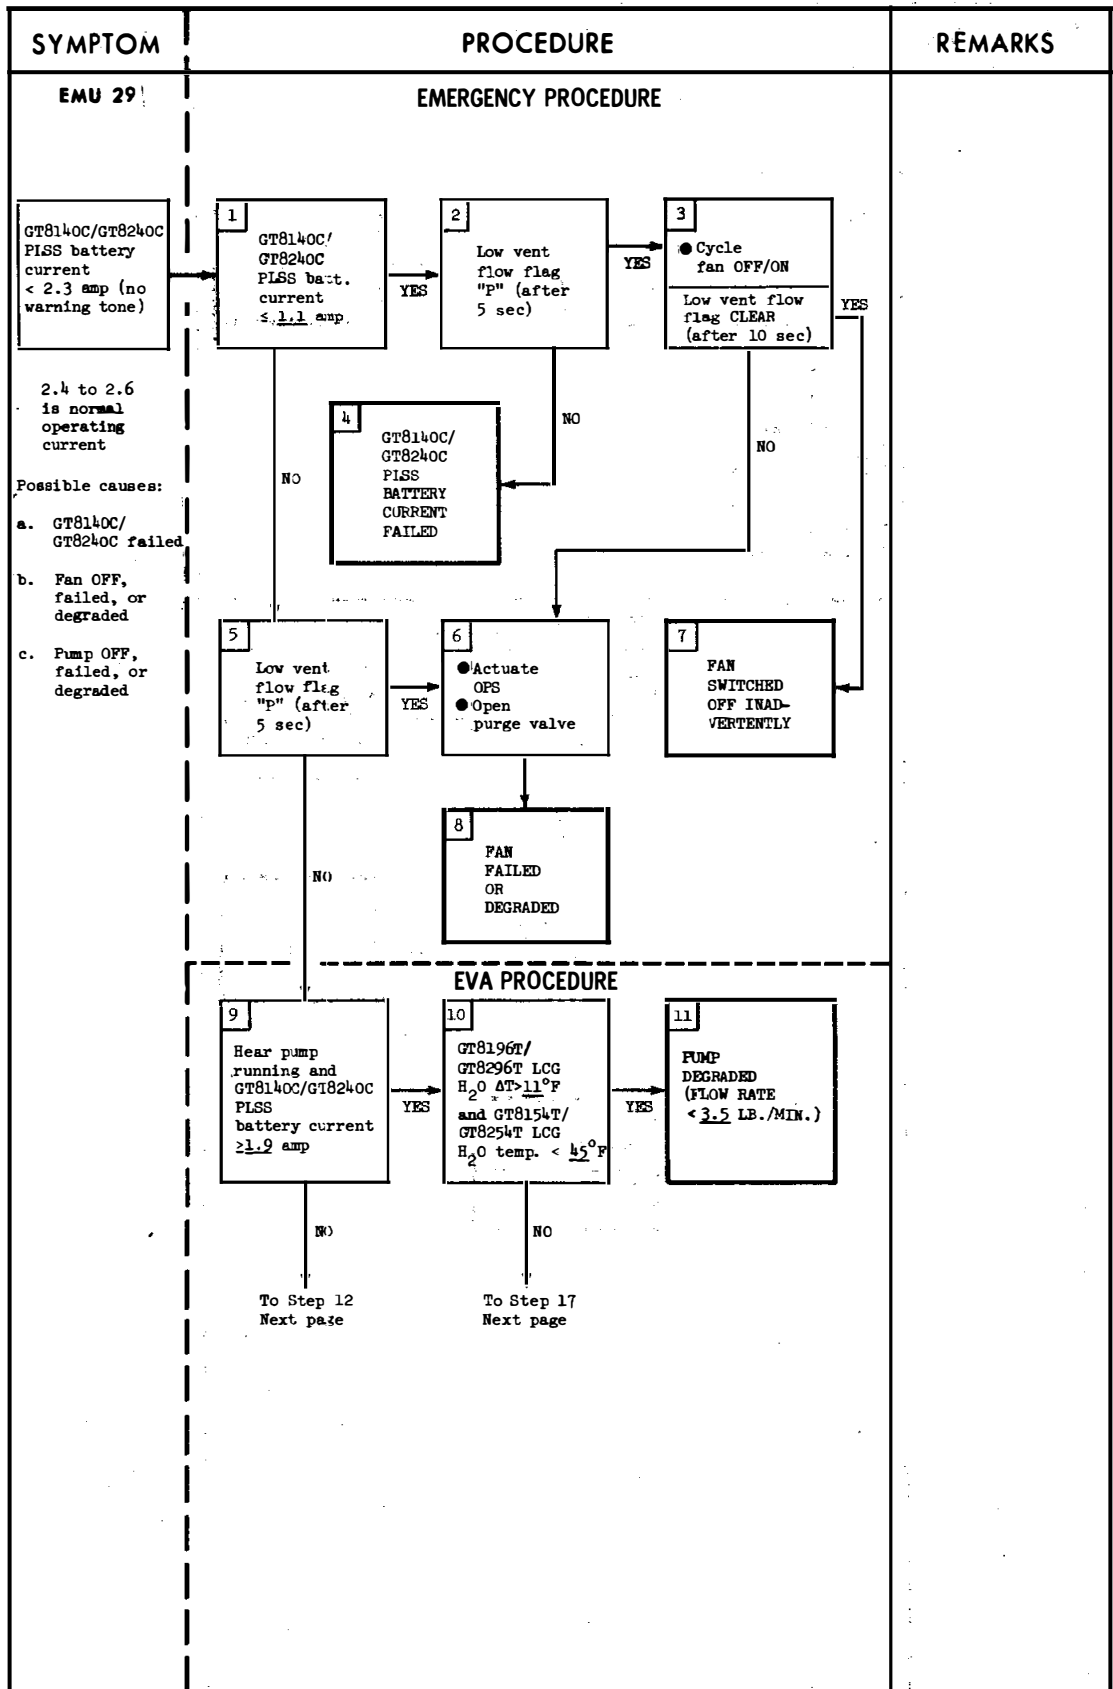 SYMPTOM
PROCEDURE
REMARKS
EMU 29
EMERGENCY PROCEDURE
GT8140C/GT8240C
PLSS battery
current
< 2.3 amp (no
warning tone)
2.4 to 2.6
is normal
operating
current
Possible causes:
a. GT8140C/
GT8240C failed
b. Fan OFF,
failed, or
degraded
c. Pump OFF,
failed, or
degraded
1
GT8140C/
GT8240C
PLSS batt.
current
≤ 1.1 amp
YES
NO
2
Low vent
flow flag
"P" (after
5 sec)
YES
NO
3
● Cycle
fan OFF/ON
Low vent flow
flag CLEAR
(after 10 sec)
YES
NO
4
GT8140C/
GT8240C
PLSS
BATTERY
CURRENT
FAILED
5
Low vent
flow flag
"P" (after
5 sec)
YES
NO
6
● Actuate
OPS
● Open
purge valve
7
FAN
SWITCHED
OFF INAD-
VERTENTLY
8
FAN
FAILED
OR
DEGRADED
EVA PROCEDURE
9
Hear pump
running and
GT8140C/GT8240C
PLSS
battery current
≥1.9 amp
YES
NO
To Step 12
Next page
10
GT8196T/
GT8296T LCG
H2O ΔT>11°F
and GT8154T/
GT8254T LCG
H2O temp. < 45°F
YES
NO
To Step 17
Next page
11
PUMP
DEGRADED
(FLOW RATE
< 3.5 LB./MIN.)